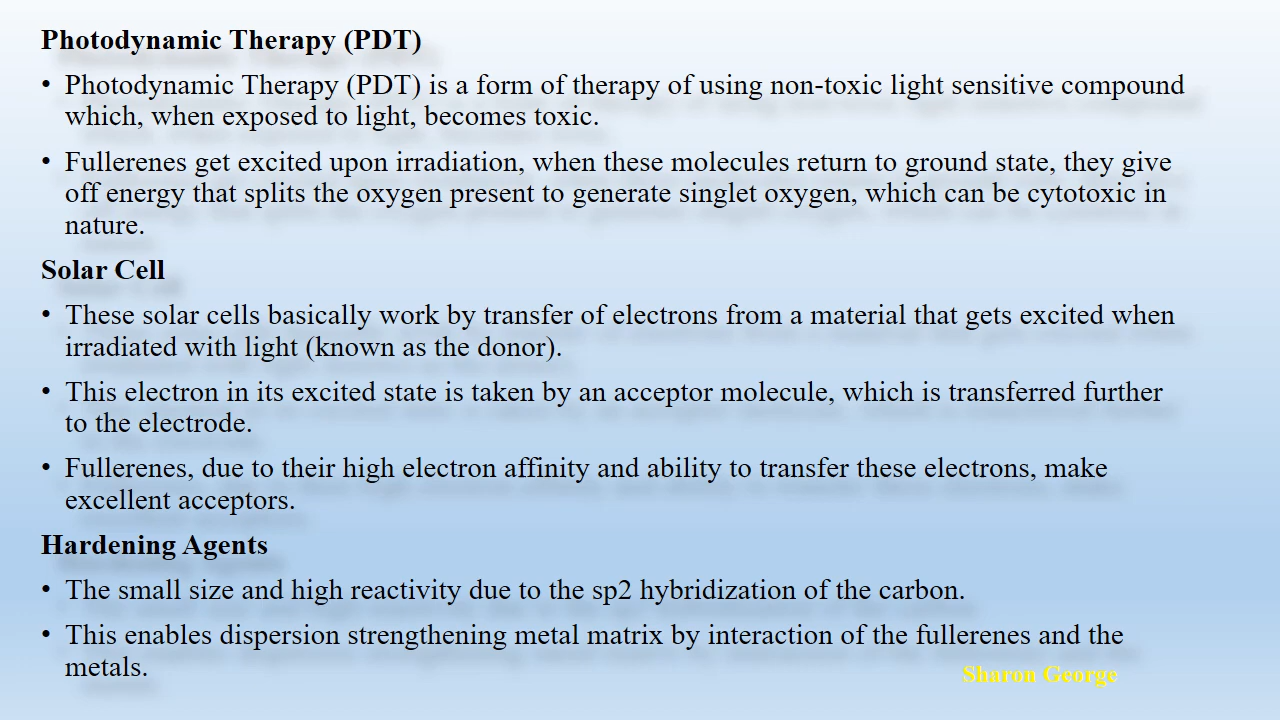 Photodynamic Therapy (PDT)
• Photodynamic Therapy (PDT) is a form of therapy of using non-toxic light sensitive compound
which, when exposed to light, becomes toxic.
• Fullerenes get excited upon irradiation, when these molecules return to ground state, they give
off energy that splits the oxygen present to generate singlet oxygen, which can be cytotoxic in
nature.
Solar Cell
• These solar cells basically work by transfer of electrons from a material that gets excited when
irradiated with light (known as the donor).
• This electron in its excited state is taken by an acceptor molecule, which is transferred further
to the electrode.
• Fullerenes, due to their high electron affinity and ability to transfer these electrons, make
excellent acceptors.
Hardening Agents
• The small size and high reactivity due to the sp2 hybridization of the carbon.
• This enables dispersion strengthening metal matrix by interaction of the fullerenes and the
metals.
Sharon George